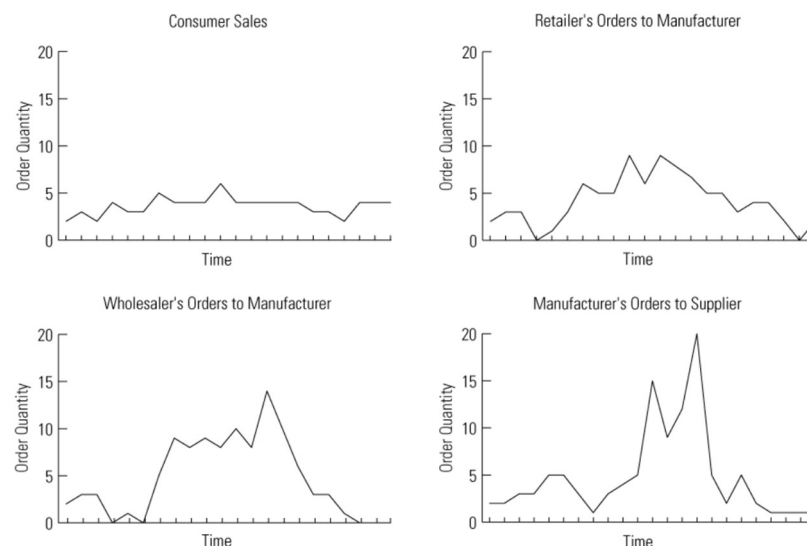 Consumer Sales
20
15
10
5
0
Order Quantity
Time
Retailer's Orders to Manufacturer
20
15
10
5
0
Order Quantity
Time
Wholesaler's Orders to Manufacturer
20
15
10
5
0
Order Quantity
Time
Manufacturer's Orders to Supplier
20
15
10
5
0
Order Quantity
Time